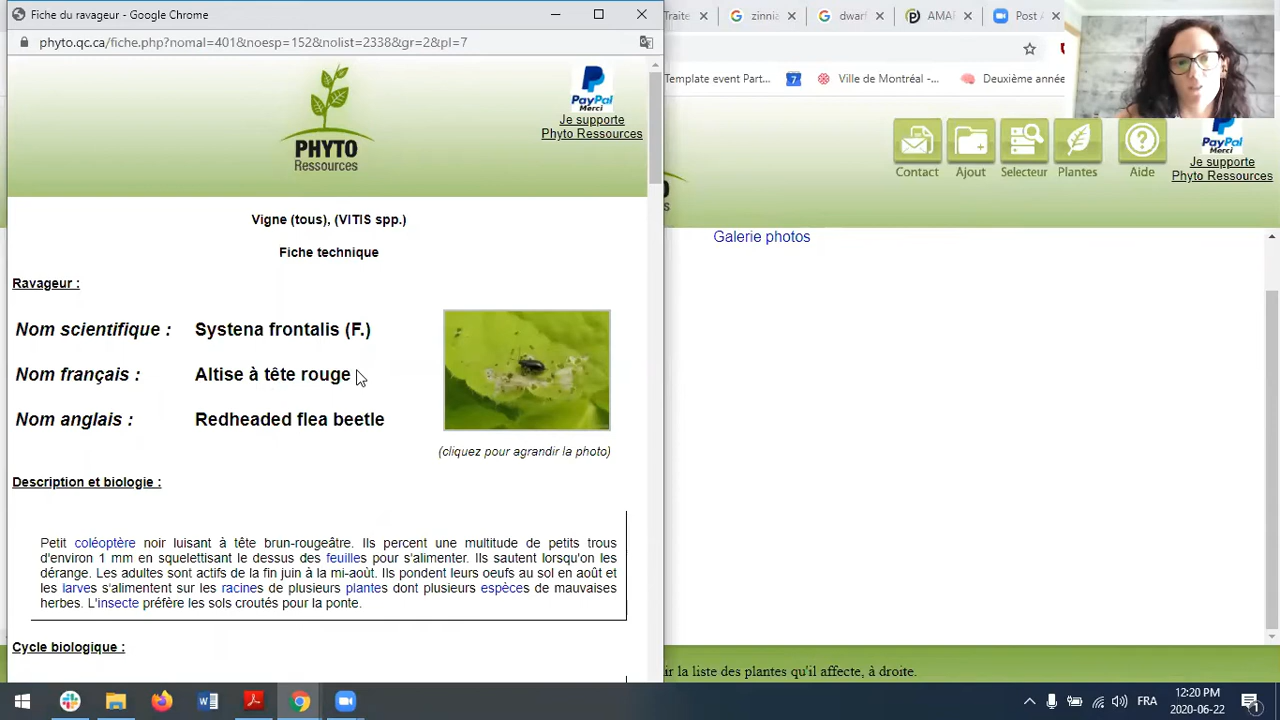 Fiche du ravageur - Google Chrome
phyto.qc.ca/fiche.php?nomal=401&noesp=152&nolist=2338&gr=2&pl=7
Traite
zinni
dwarf
AMA
Post A
Template event Part...
7
Ville de Montréal -...
Deuxième année
PHYTO
Ressources
PayPal
Merci
Je supporte
Phyto Ressources
Contact
Ajout
Selecteur
Plantes
Aide
PayPal
Merci
Je supporte
Phyto Ressources
Galerie photos
Vigne (tous), (VITIS spp.)
Fiche technique
Ravageur :
Nom scientifique : Systena frontalis (F.)
Nom français : Altise à tête rouge
Nom anglais : Redheaded flea beetle
(cliquez pour agrandir la photo)
Description et biologie :
Petit coléoptère noir luisant à tête brun-rougeâtre. Ils percent une multitude de petits trous
d'environ 1 mm en squelettisant le dessus des feuilles pour s'alimenter. Ils sautent lorsqu'on les
dérange. Les adultes sont actifs de la fin juin à la mi-août. Ils pondent leurs oeufs au sol en août et
les larves s'alimentent sur les racines de plusieurs plantes dont plusieurs espèces de mauvaises
herbes. L'insecte préfère les sols croutés pour la ponte.
Cycle biologique :
ir la liste des plantes qu'il affecte, à droite.
FRA
12:20 PM
2020-06-22
1